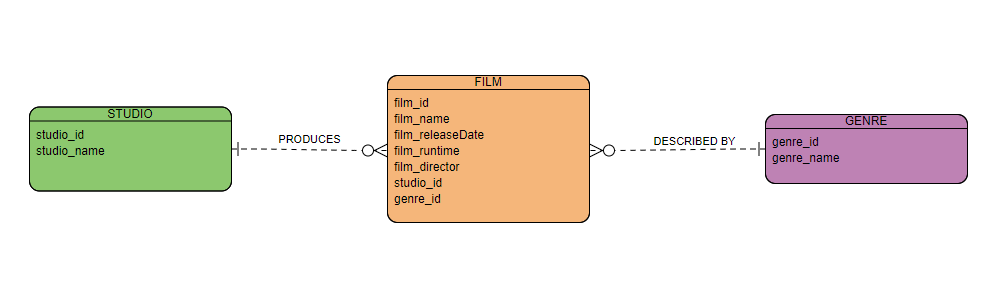 STUDIO
studio_id
studio_name
PRODUCES
FILM
film_id
film_name
film_releaseDate
film_runtime
film_director
studio_id
genre_id
DESCRIBED BY
GENRE
genre_id
genre_name